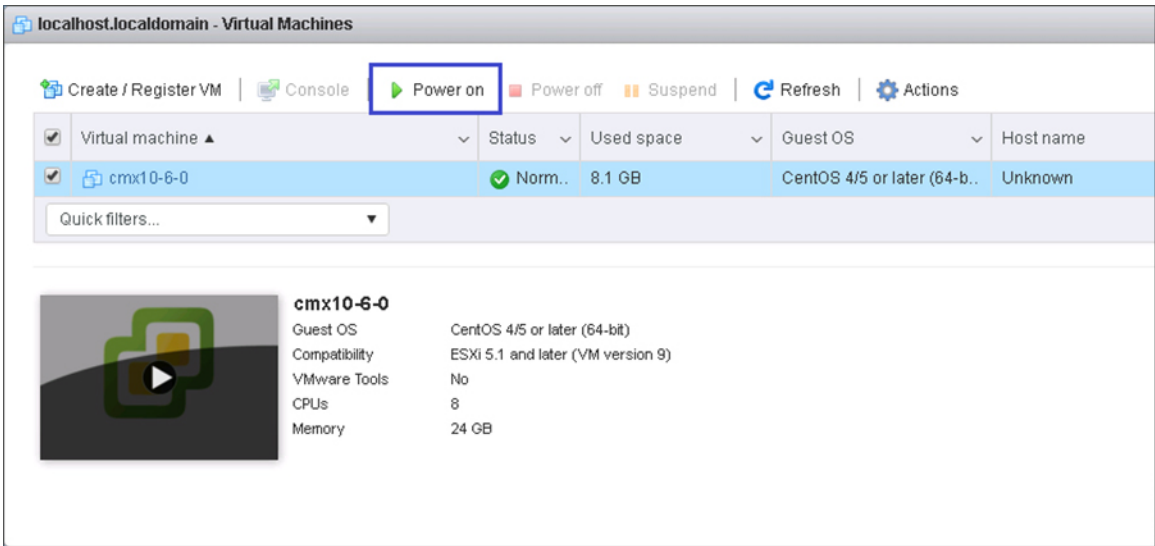 localhost.localdomain - Virtual Machines
Create / Register VM Console Power on Power off Suspend Refresh Actions
Virtual machine ▲ Status Used space Guest OS Host name
cmx10-6-0 Norm.. 8.1 GB CentOS 4/5 or later (64-b.. Unknown
Quick filters...
cmx10-6-0
Guest OS CentOS 4/5 or later (64-bit)
Compatibility ESXi 5.1 and later (VM version 9)
VMware Tools No
CPUs 8
Memory 24 GB